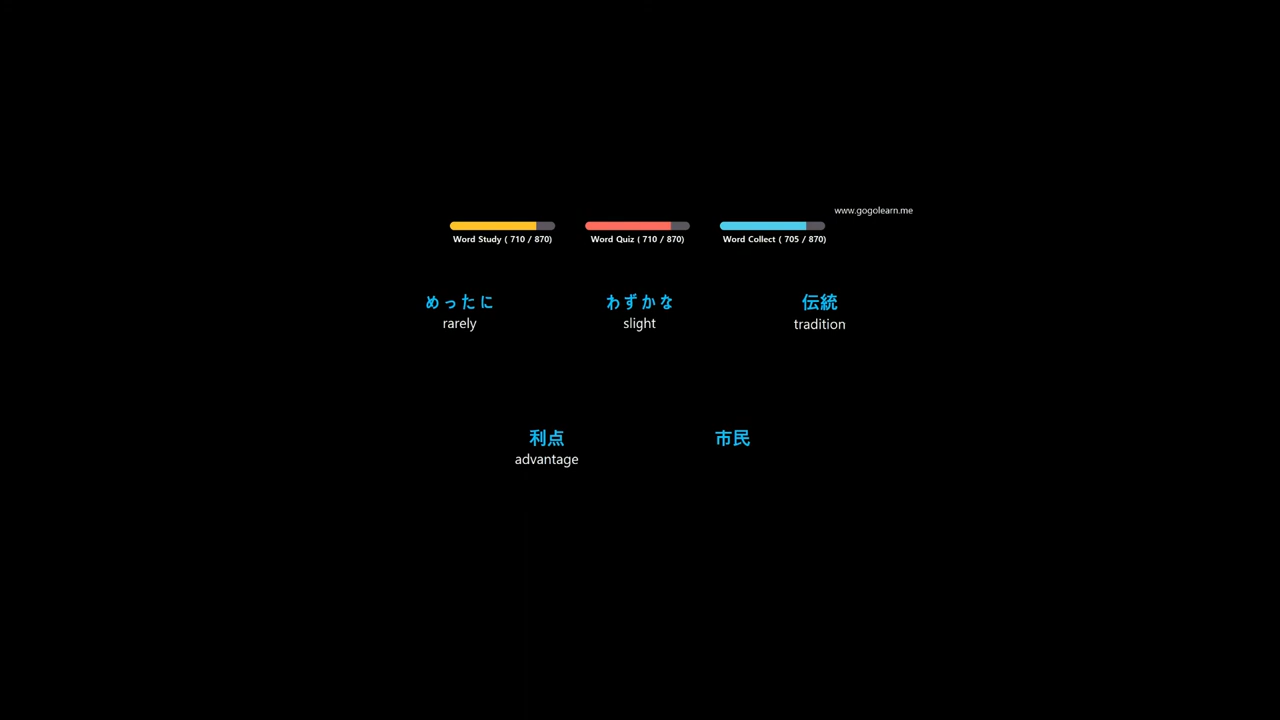 www.gogolearn.me
Word Study ( 710 / 870)
Word Quiz ( 710 / 870)
Word Collect ( 705 / 870)
めったに
rarely
わずかな
slight
伝統
tradition
利点
advantage
市民